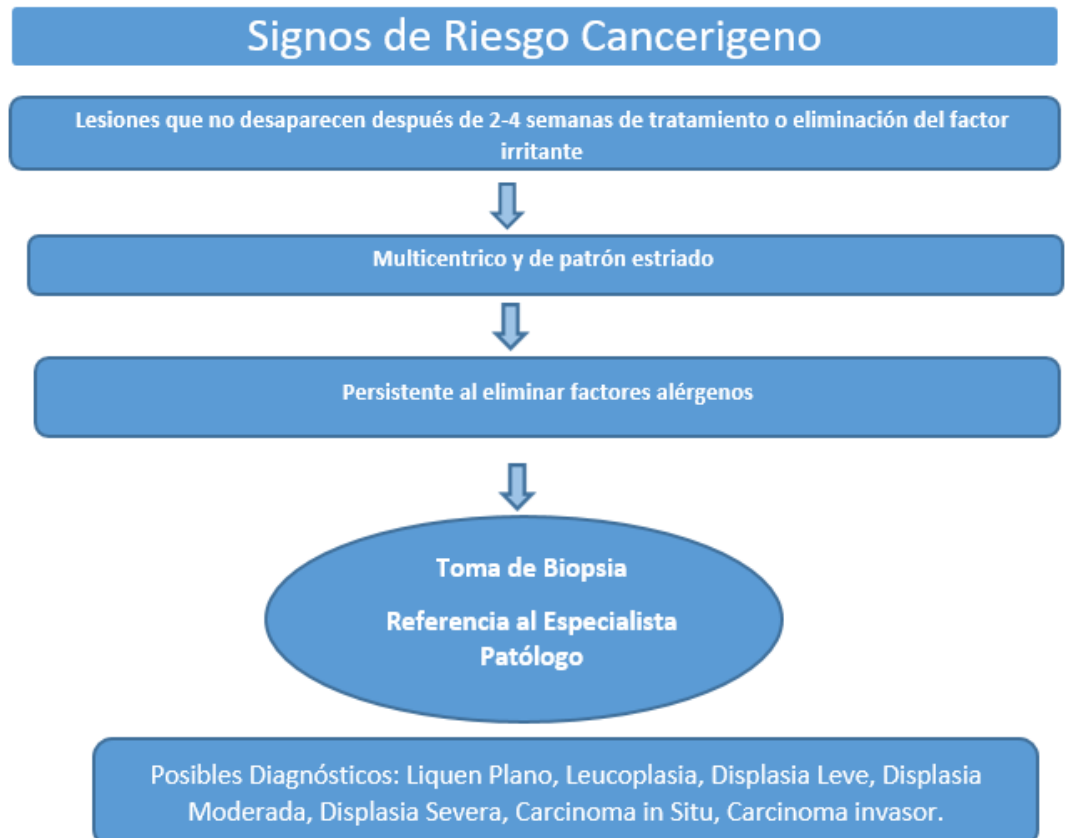 Signos de Riesgo Cancerigeno
Lesiones que no desaparecen después de 2-4 semanas de tratamiento o eliminación del factor
irritante
Multicentrico y de patrón estriado
Persistente al eliminar factores alérgenos
Toma de Biopsia
Referencia al Especialista
Patólogo
Posibles Diagnósticos: Liquen Plano, Leucoplasia, Displasia Leve, Displasia
Moderada, Displasia Severa, Carcinoma in Situ, Carcinoma invasor.